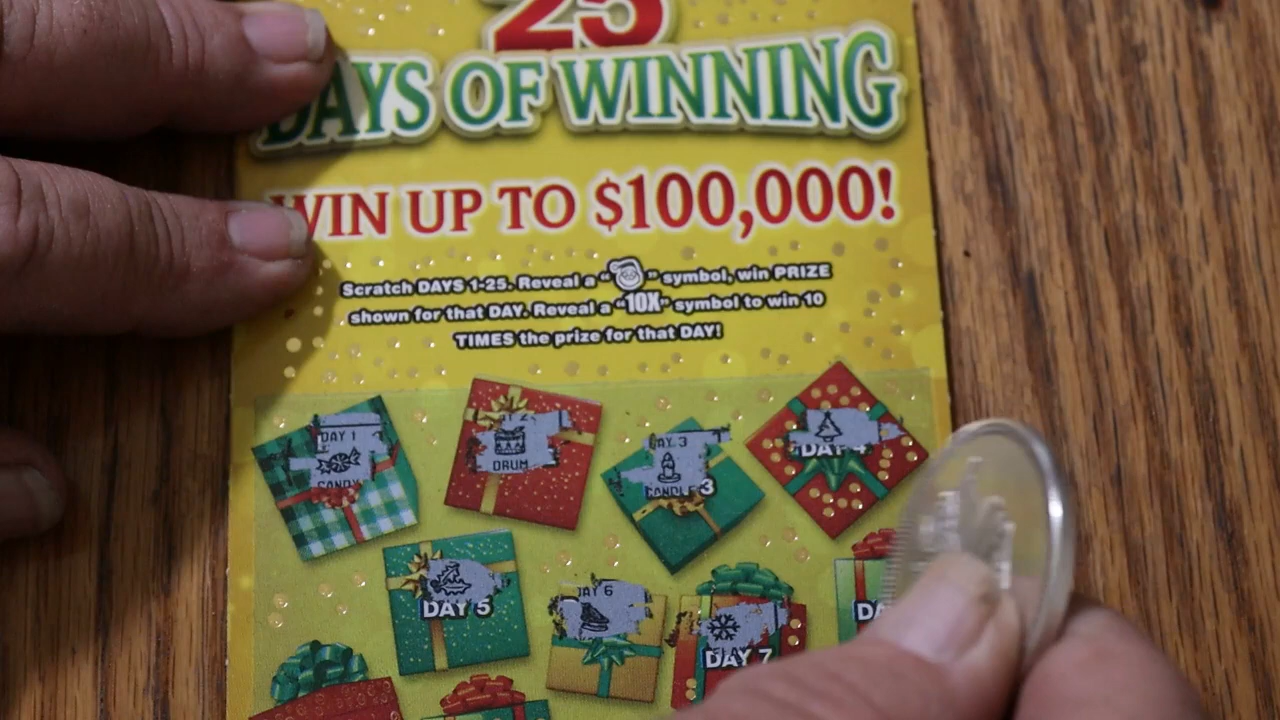 25
DAYS OF WINNING
WIN UP TO $100,000!
Scratch DAYS 1-25. Reveal a " " symbol, win PRIZE
shown for that DAY. Reveal a "10X" symbol to win 10
TIMES the prize for that DAY!
DAY 1
CANDY
DRUM
DAY 3
CANDLE 3
DAY 4
DAY 5
DAY 6
DAY 7